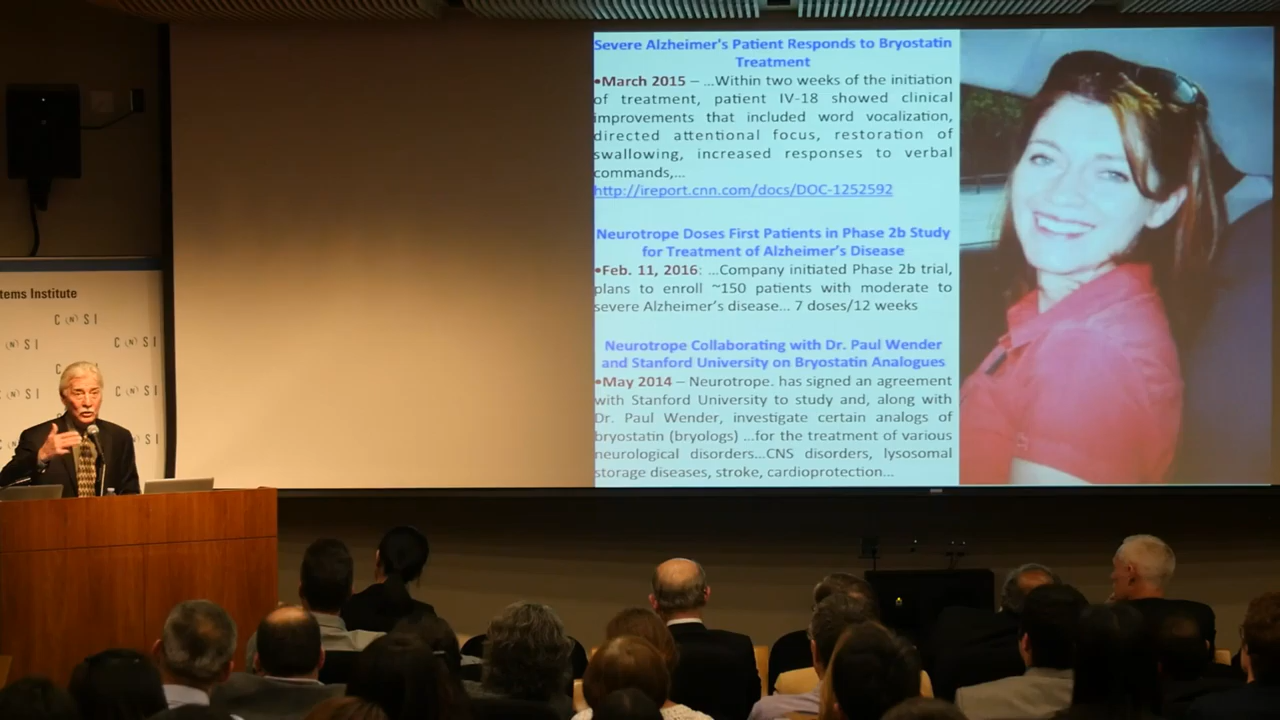 Severe Alzheimer's Patient Responds to Bryostatin
Treatment
•March 2015 – …Within two weeks of the initiation
of treatment, patient IV-18 showed clinical
improvements that included word vocalization,
directed attentional focus, restoration of
swallowing, increased responses to verbal
commands,…
http://ireport.cnn.com/docs/DOC-1252592
Neurotrope Doses First Patients in Phase 2b Study
for Treatment of Alzheimer's Disease
•Feb. 11, 2016: …Company initiated Phase 2b trial,
plans to enroll ~150 patients with moderate to
severe Alzheimer's disease… 7 doses/12 weeks
Neurotrope Collaborating with Dr. Paul Wender
and Stanford University on Bryostatin Analogues
•May 2014 – Neurotrope. has signed an agreement
with Stanford University to study and, along with
Dr. Paul Wender, investigate certain analogs of
bryostatin (bryologs) …for the treatment of various
neurological disorders…CNS disorders, lysosomal
storage diseases, stroke, cardioprotection…
tems Institute
C (N) S I
(N) S I
C (N) S I
C
(N) S I
C (N) S I
S I